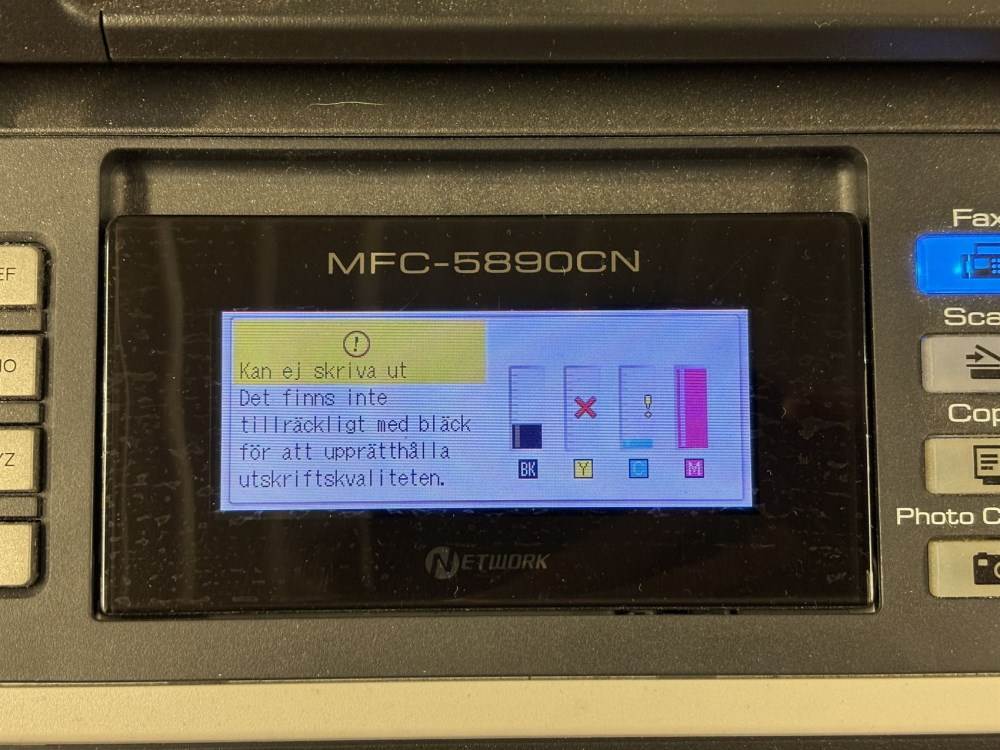 MFC-5890CN
Kan ej skriva ut
Det finns inte
tillräckligt med bläck
för att upprätthålla
utskriftskvaliteten.
BK Y C M
NETWORK
EF
YZ
Fax
Sca
Cop
Photo C